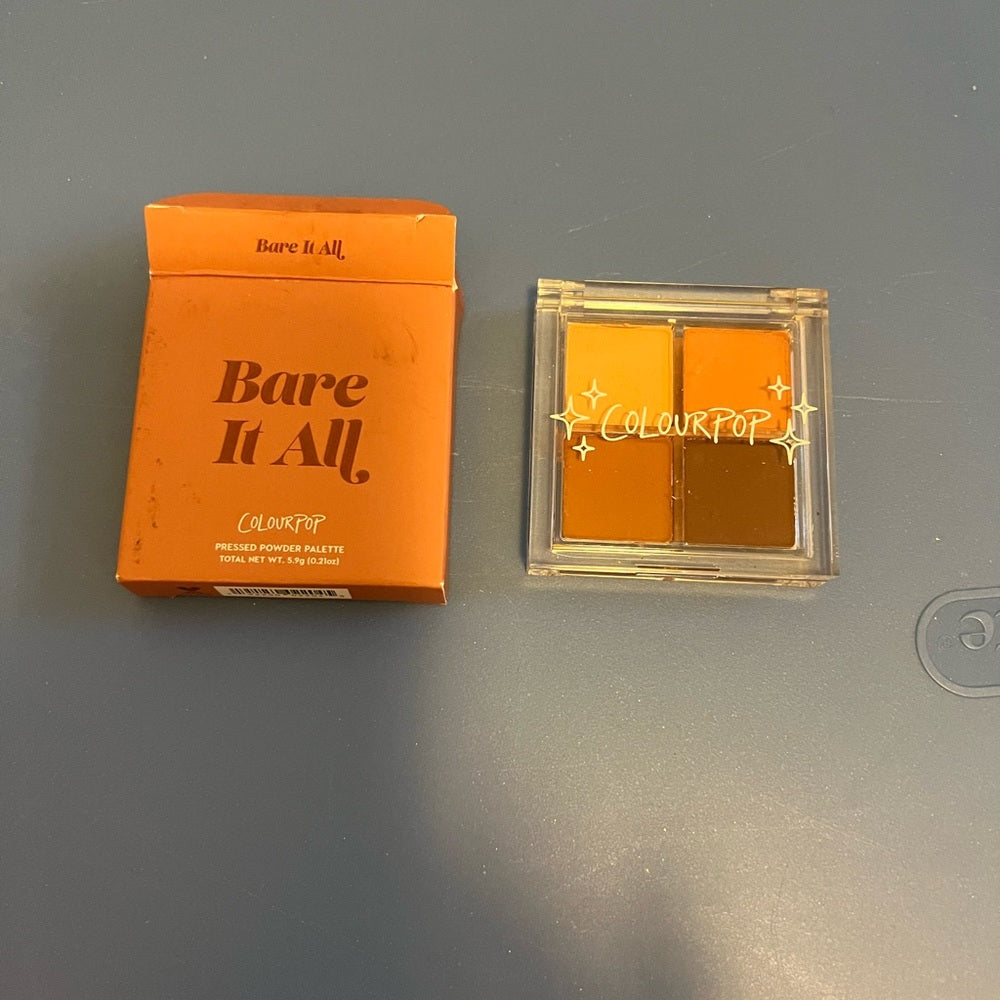 Bare It All
Bare
It All
COLOURPOP
PRESSED POWDER PALETTE
TOTAL NET WT. 5.9g (0.21oz)
COLOURPOP